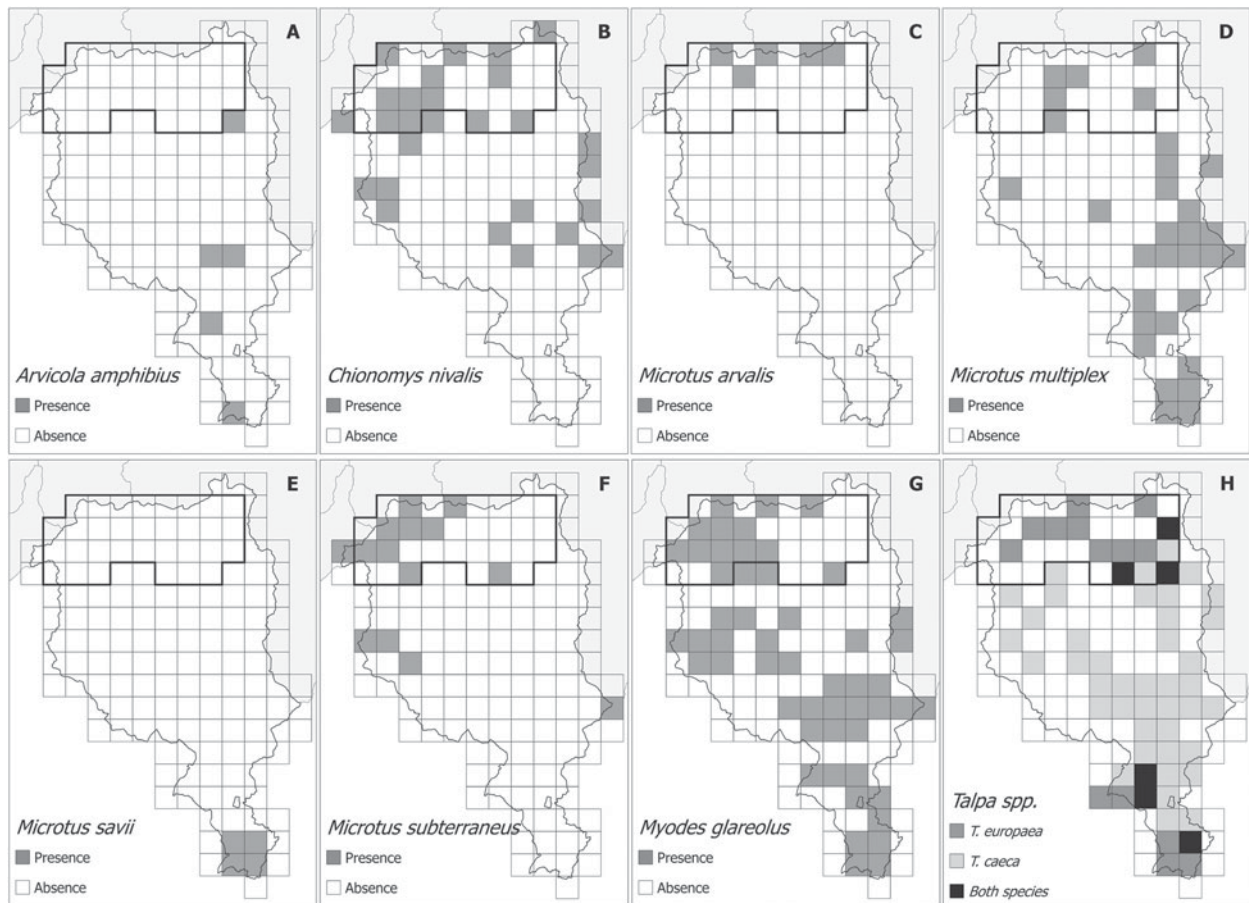 A
Arvicola amphibius
Presence
Absence
B
Chionomys nivalis
Presence
Absence
C
Microtus arvalis
Presence
Absence
D
Microtus multiplex
Presence
Absence
E
Microtus savii
Presence
Absence
F
Microtus subterraneus
Presence
Absence
G
Myodes glareolus
Presence
Absence
H
Talpa spp.
T. europaea
T. caeca
Both species